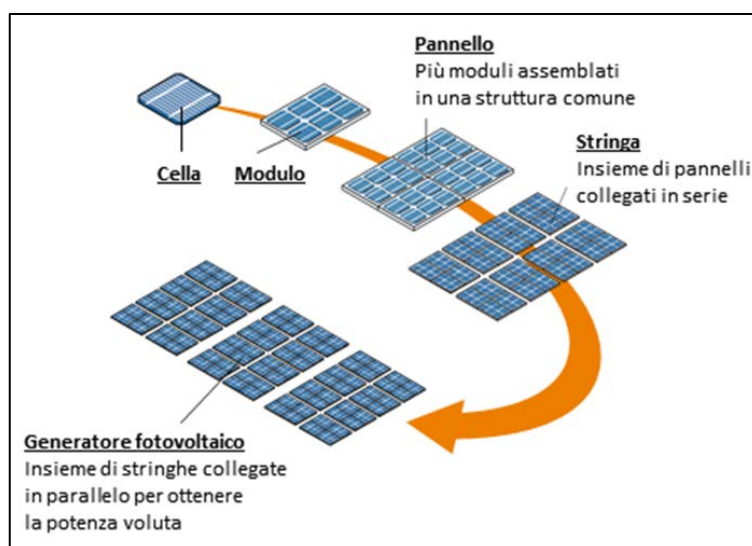 Pannello
Più moduli assemblati
in una struttura comune
Stringa
Insieme di pannelli
collegati in serie
Cella
Modulo
Generatore fotovoltaico
Insieme di stringhe collegate
in parallelo per ottenere
la potenza voluta